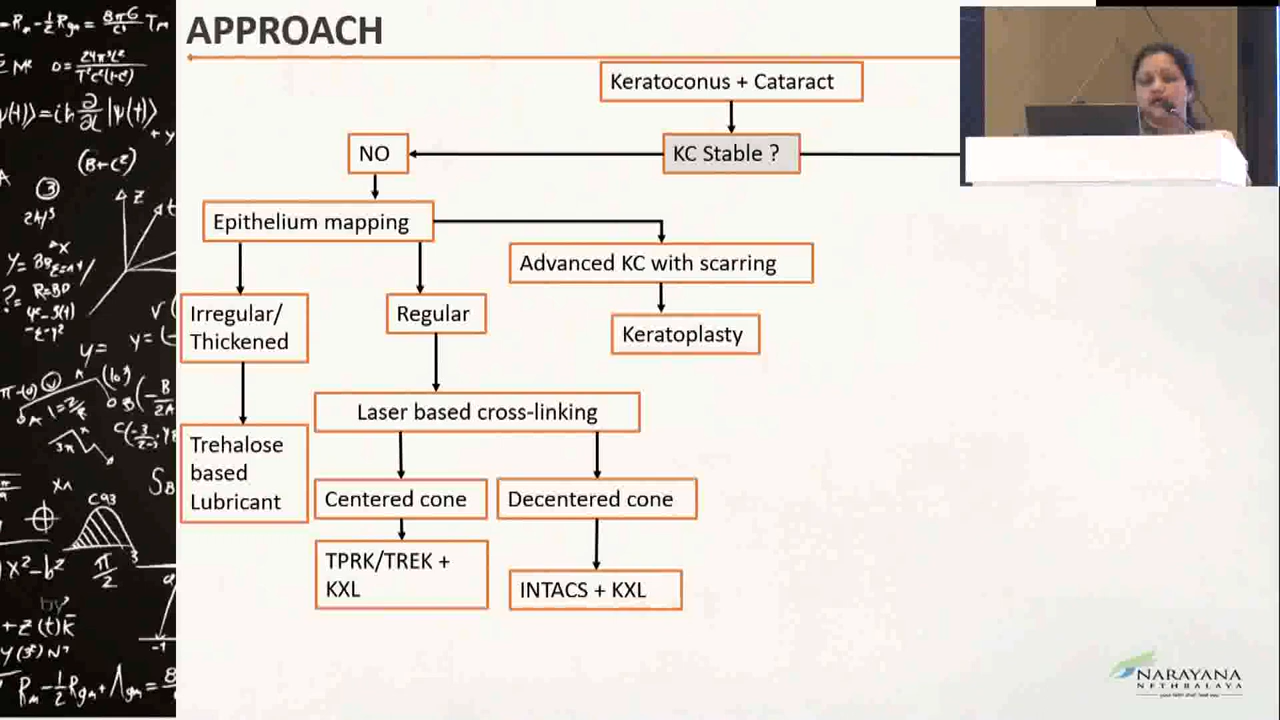 APPROACH
Keratoconus + Cataract
NO
KC Stable ?
Epithelium mapping
Advanced KC with scarring
Irregular/
Thickened
Regular
Keratoplasty
Laser based cross-linking
Trehalose
based
Lubricant
Centered cone
Decentered cone
TPRK/TREK +
KXL
INTACS + KXL
NARAYANA
NETHRALAYA